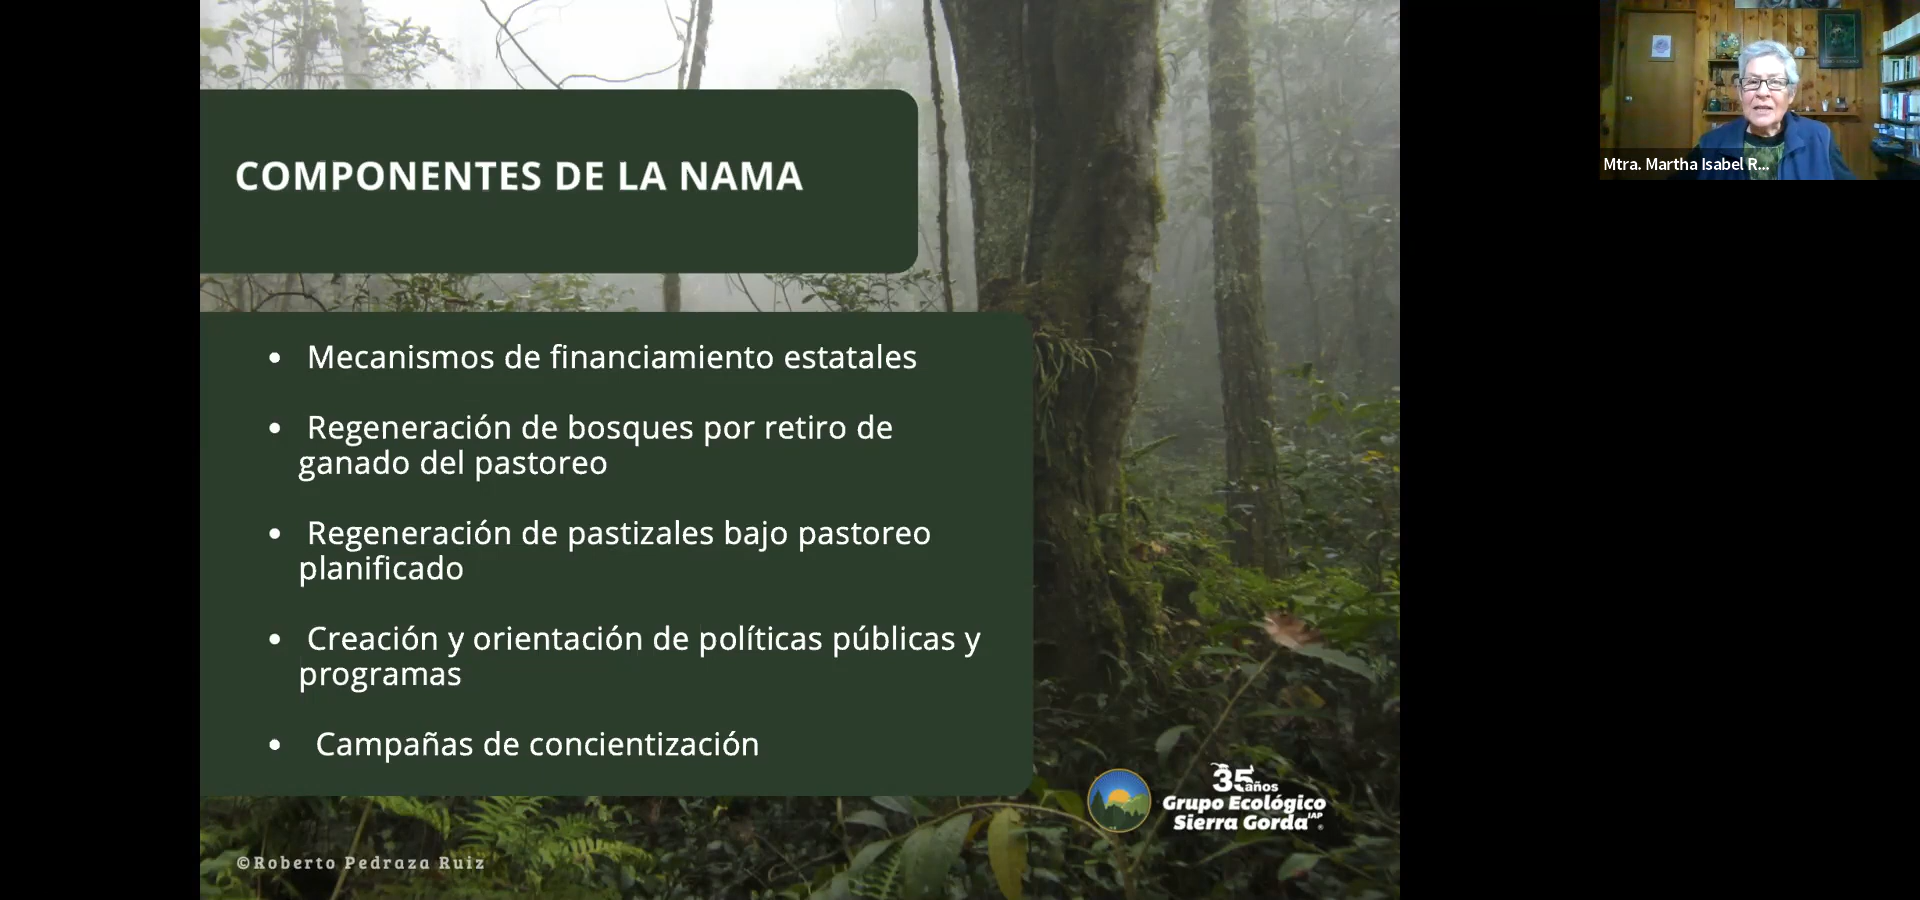 COMPONENTES DE LA NAMA
• Mecanismos de financiamiento estatales
• Regeneración de bosques por retiro de
ganado del pastoreo
• Regeneración de pastizales bajo pastoreo
planificado
• Creación y orientación de políticas públicas y
programas
• Campañas de concientización
35 años
Grupo Ecológico
Sierra Gorda IAP ®
©Roberto Pedraza Ruiz
Mtra. Martha Isabel R...